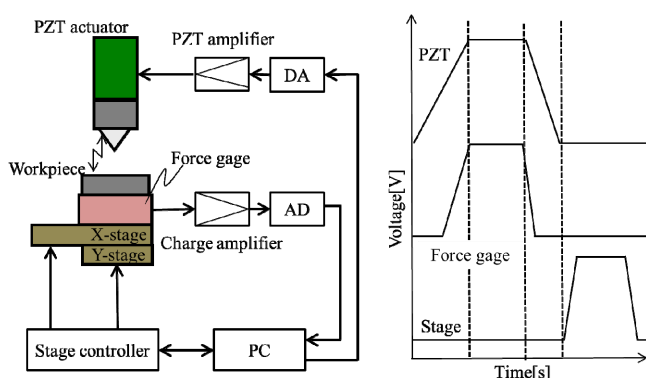 PZT actuator
PZT amplifier
DA
Workpiece
Force gage
AD
X-stage
Charge amplifier
Y-stage
Stage controller
PC
Voltage[V]
PZT
Force gage
Stage
Time[s]